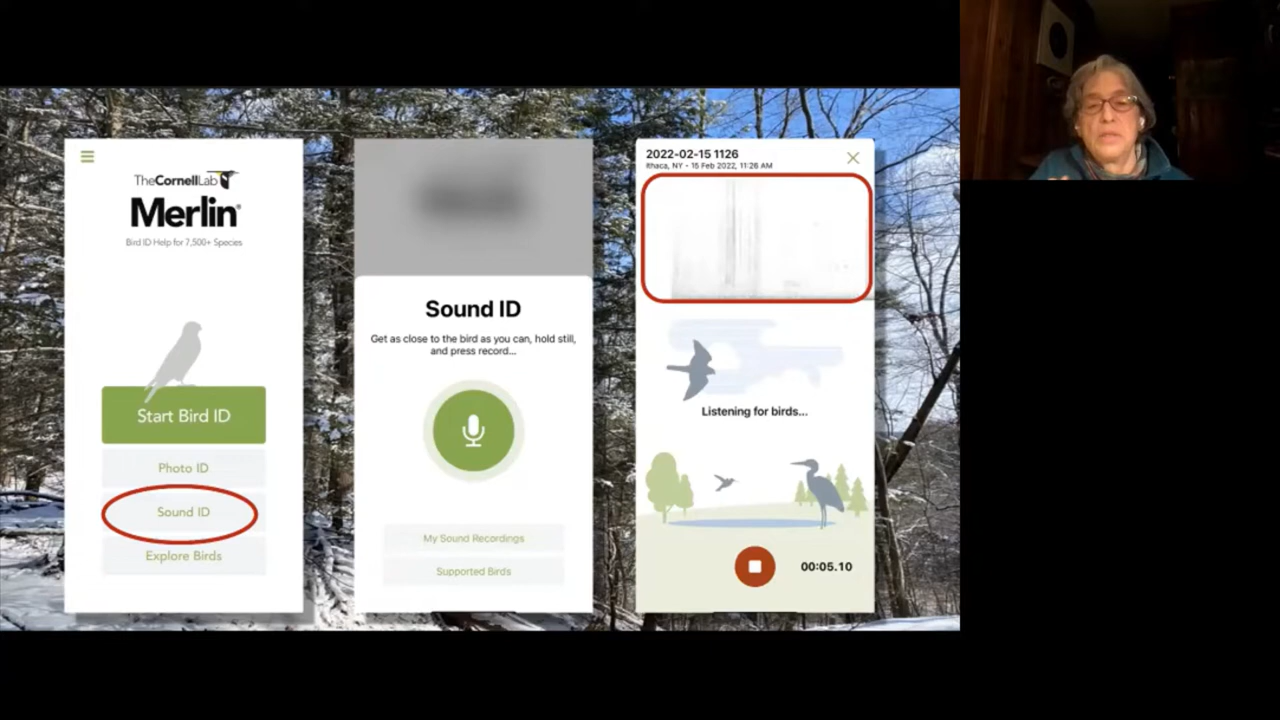 TheCornellLab
Merlin®
Bird ID Help for 7,500+ Species
Start Bird ID
Photo ID
Sound ID
Explore Birds
Sound ID
Get as close to the bird as you can, hold still,
and press record...
My Sound Recordings
Supported Birds
2022-02-15 1126
Ithaca, NY - 15 Feb 2022, 11:26 AM
Listening for birds...
00:05.10